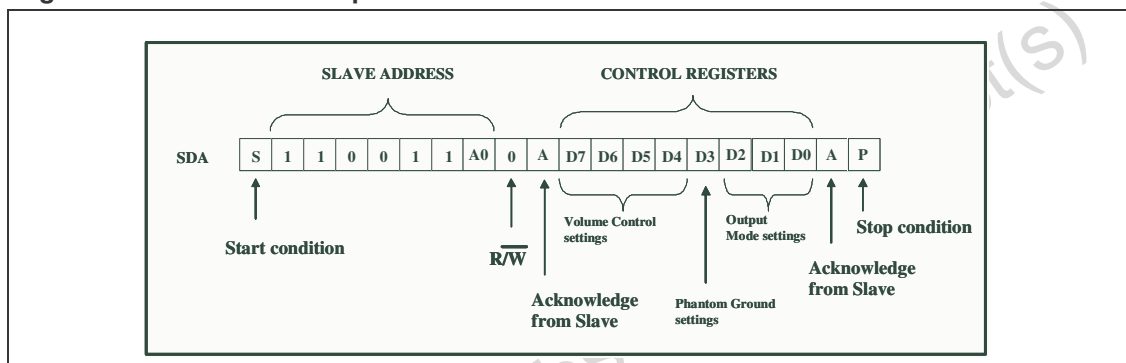 SLAVE ADDRESS CONTROL REGISTERS
SDA S 1 1 0 0 1 1 A0 0 A D7 D6 D5 D4 D3 D2 D1 D0 A P
Volume Control
settings
Output
Mode settings
Start condition
R/W
Stop condition
Acknowledge
from Slave
Phantom Ground
settings
Acknowledge
from Slave